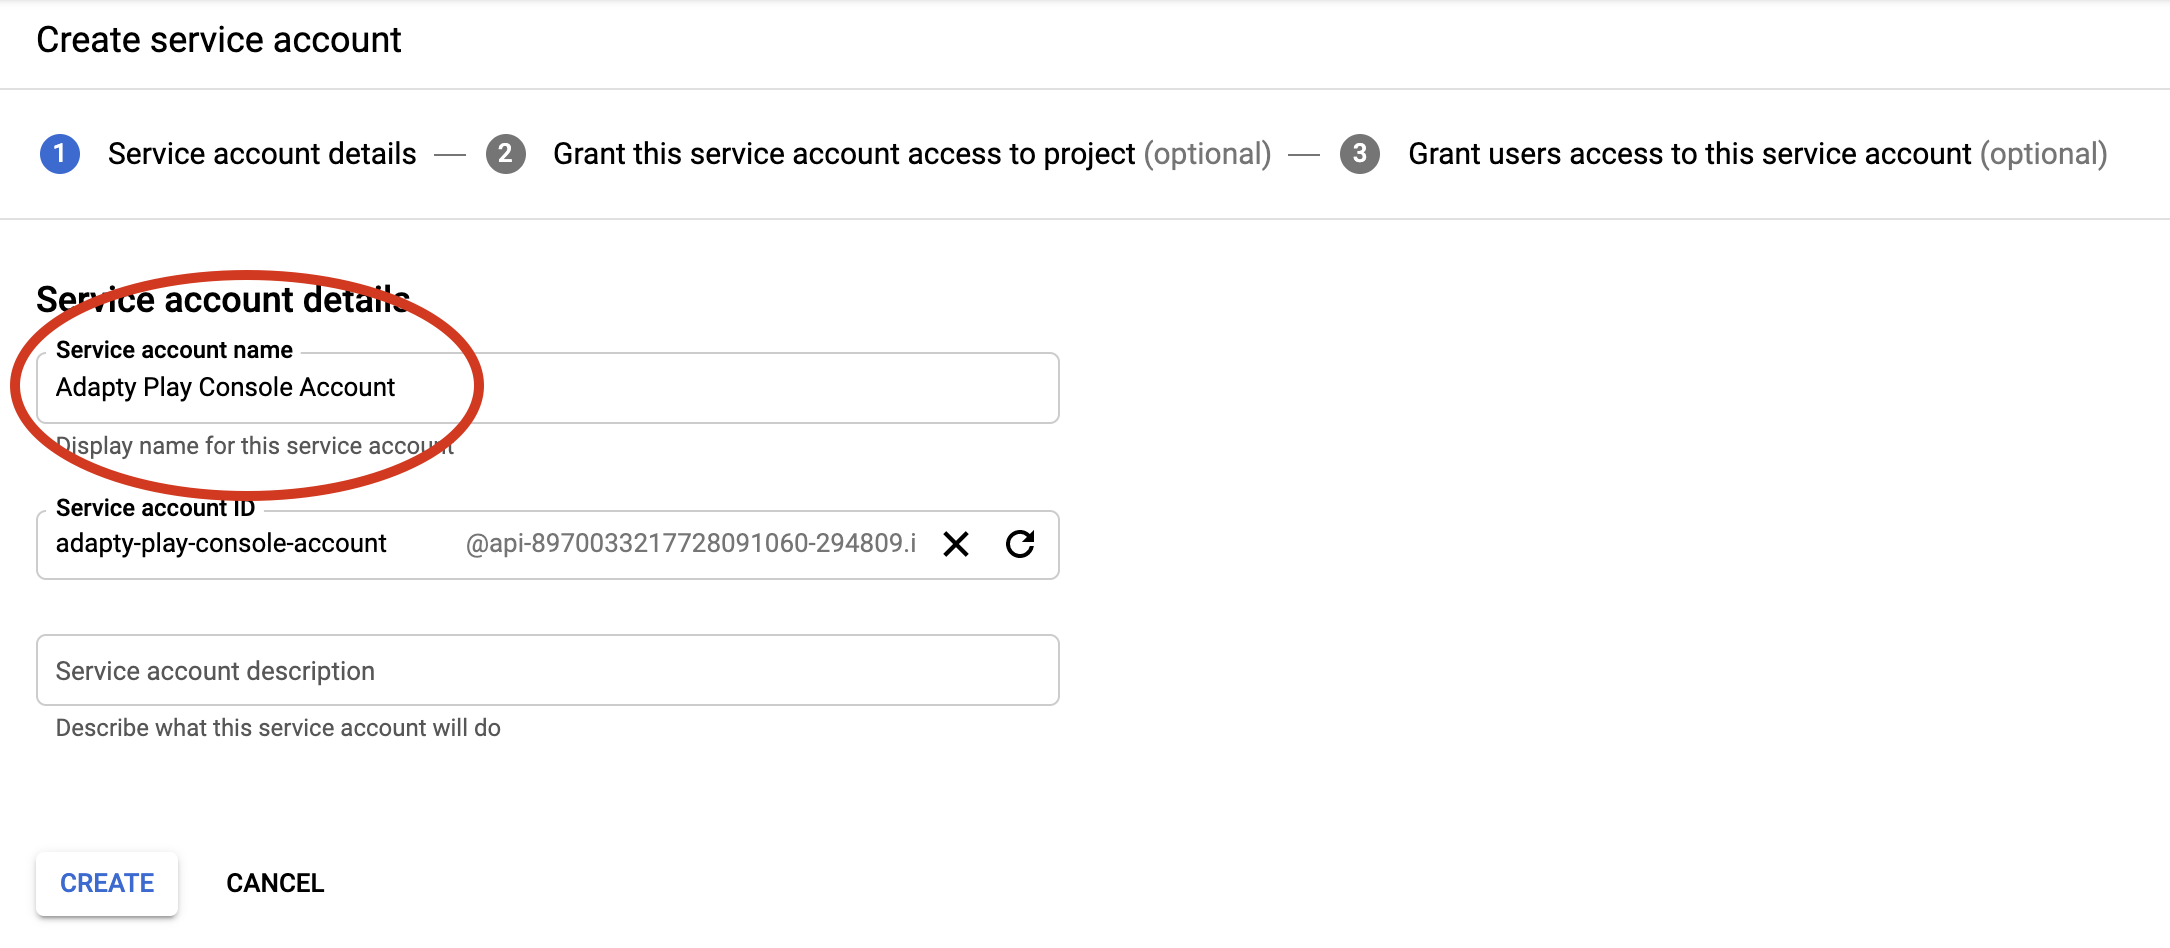 Create service account
1 Service account details — 2 Grant this service account access to project (optional) — 3 Grant users access to this service account (optional)
Service account details
Service account name
Adapty Play Console Account
Display name for this service account
Service account ID
adapty-play-console-account @api-8970033217728091060-294809.i
Service account description
Describe what this service account will do
CREATE CANCEL